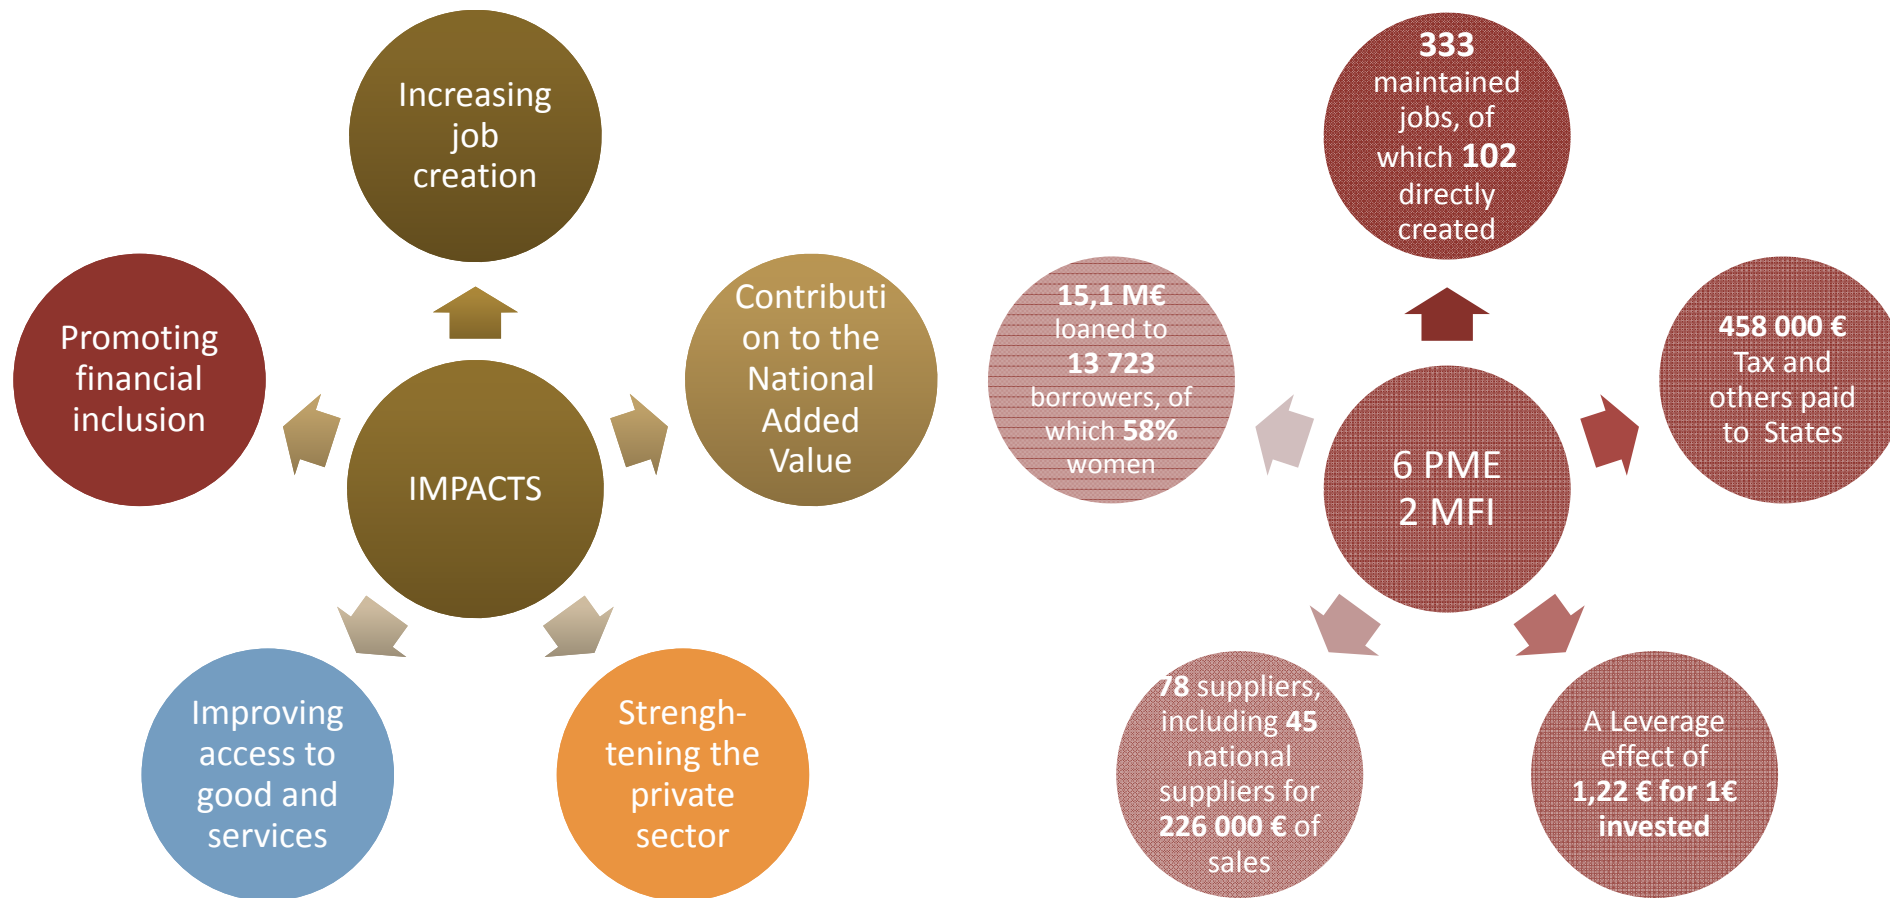 Increasing
job
creation
Promoting
financial
inclusion
Contributi
on to the
National
Added
Value
IMPACTS
Improving
access to
good and
services
Strengh-
tening the
private
sector
333
maintained
jobs, of
which 102
directly
created
15,1 M€
loaned to
13 723
borrowers, of
which 58%
women
458 000 €
Tax and
others paid
to States
6 PME
2 MFI
78 suppliers,
including 45
national
suppliers for
226 000 € of
sales
A Leverage
effect of
1,22 € for 1€
invested